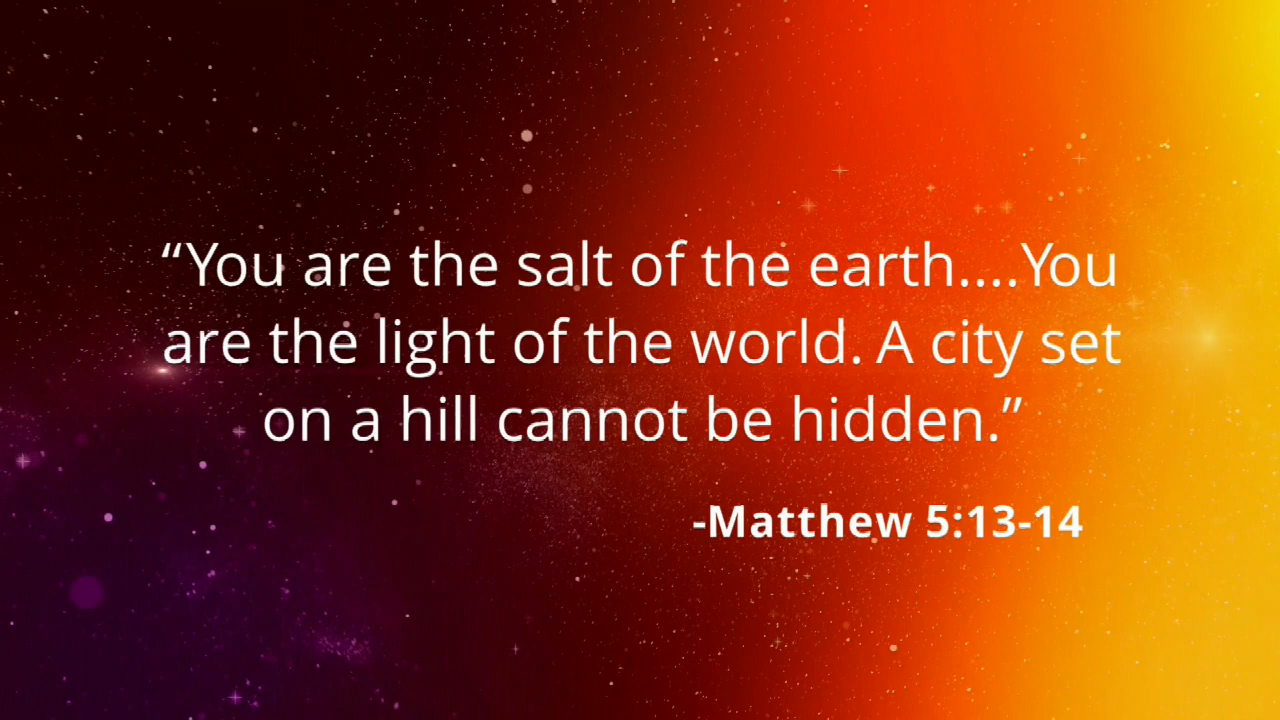 “You are the salt of the earth....You
are the light of the world. A city set
on a hill cannot be hidden.”
-Matthew 5:13-14